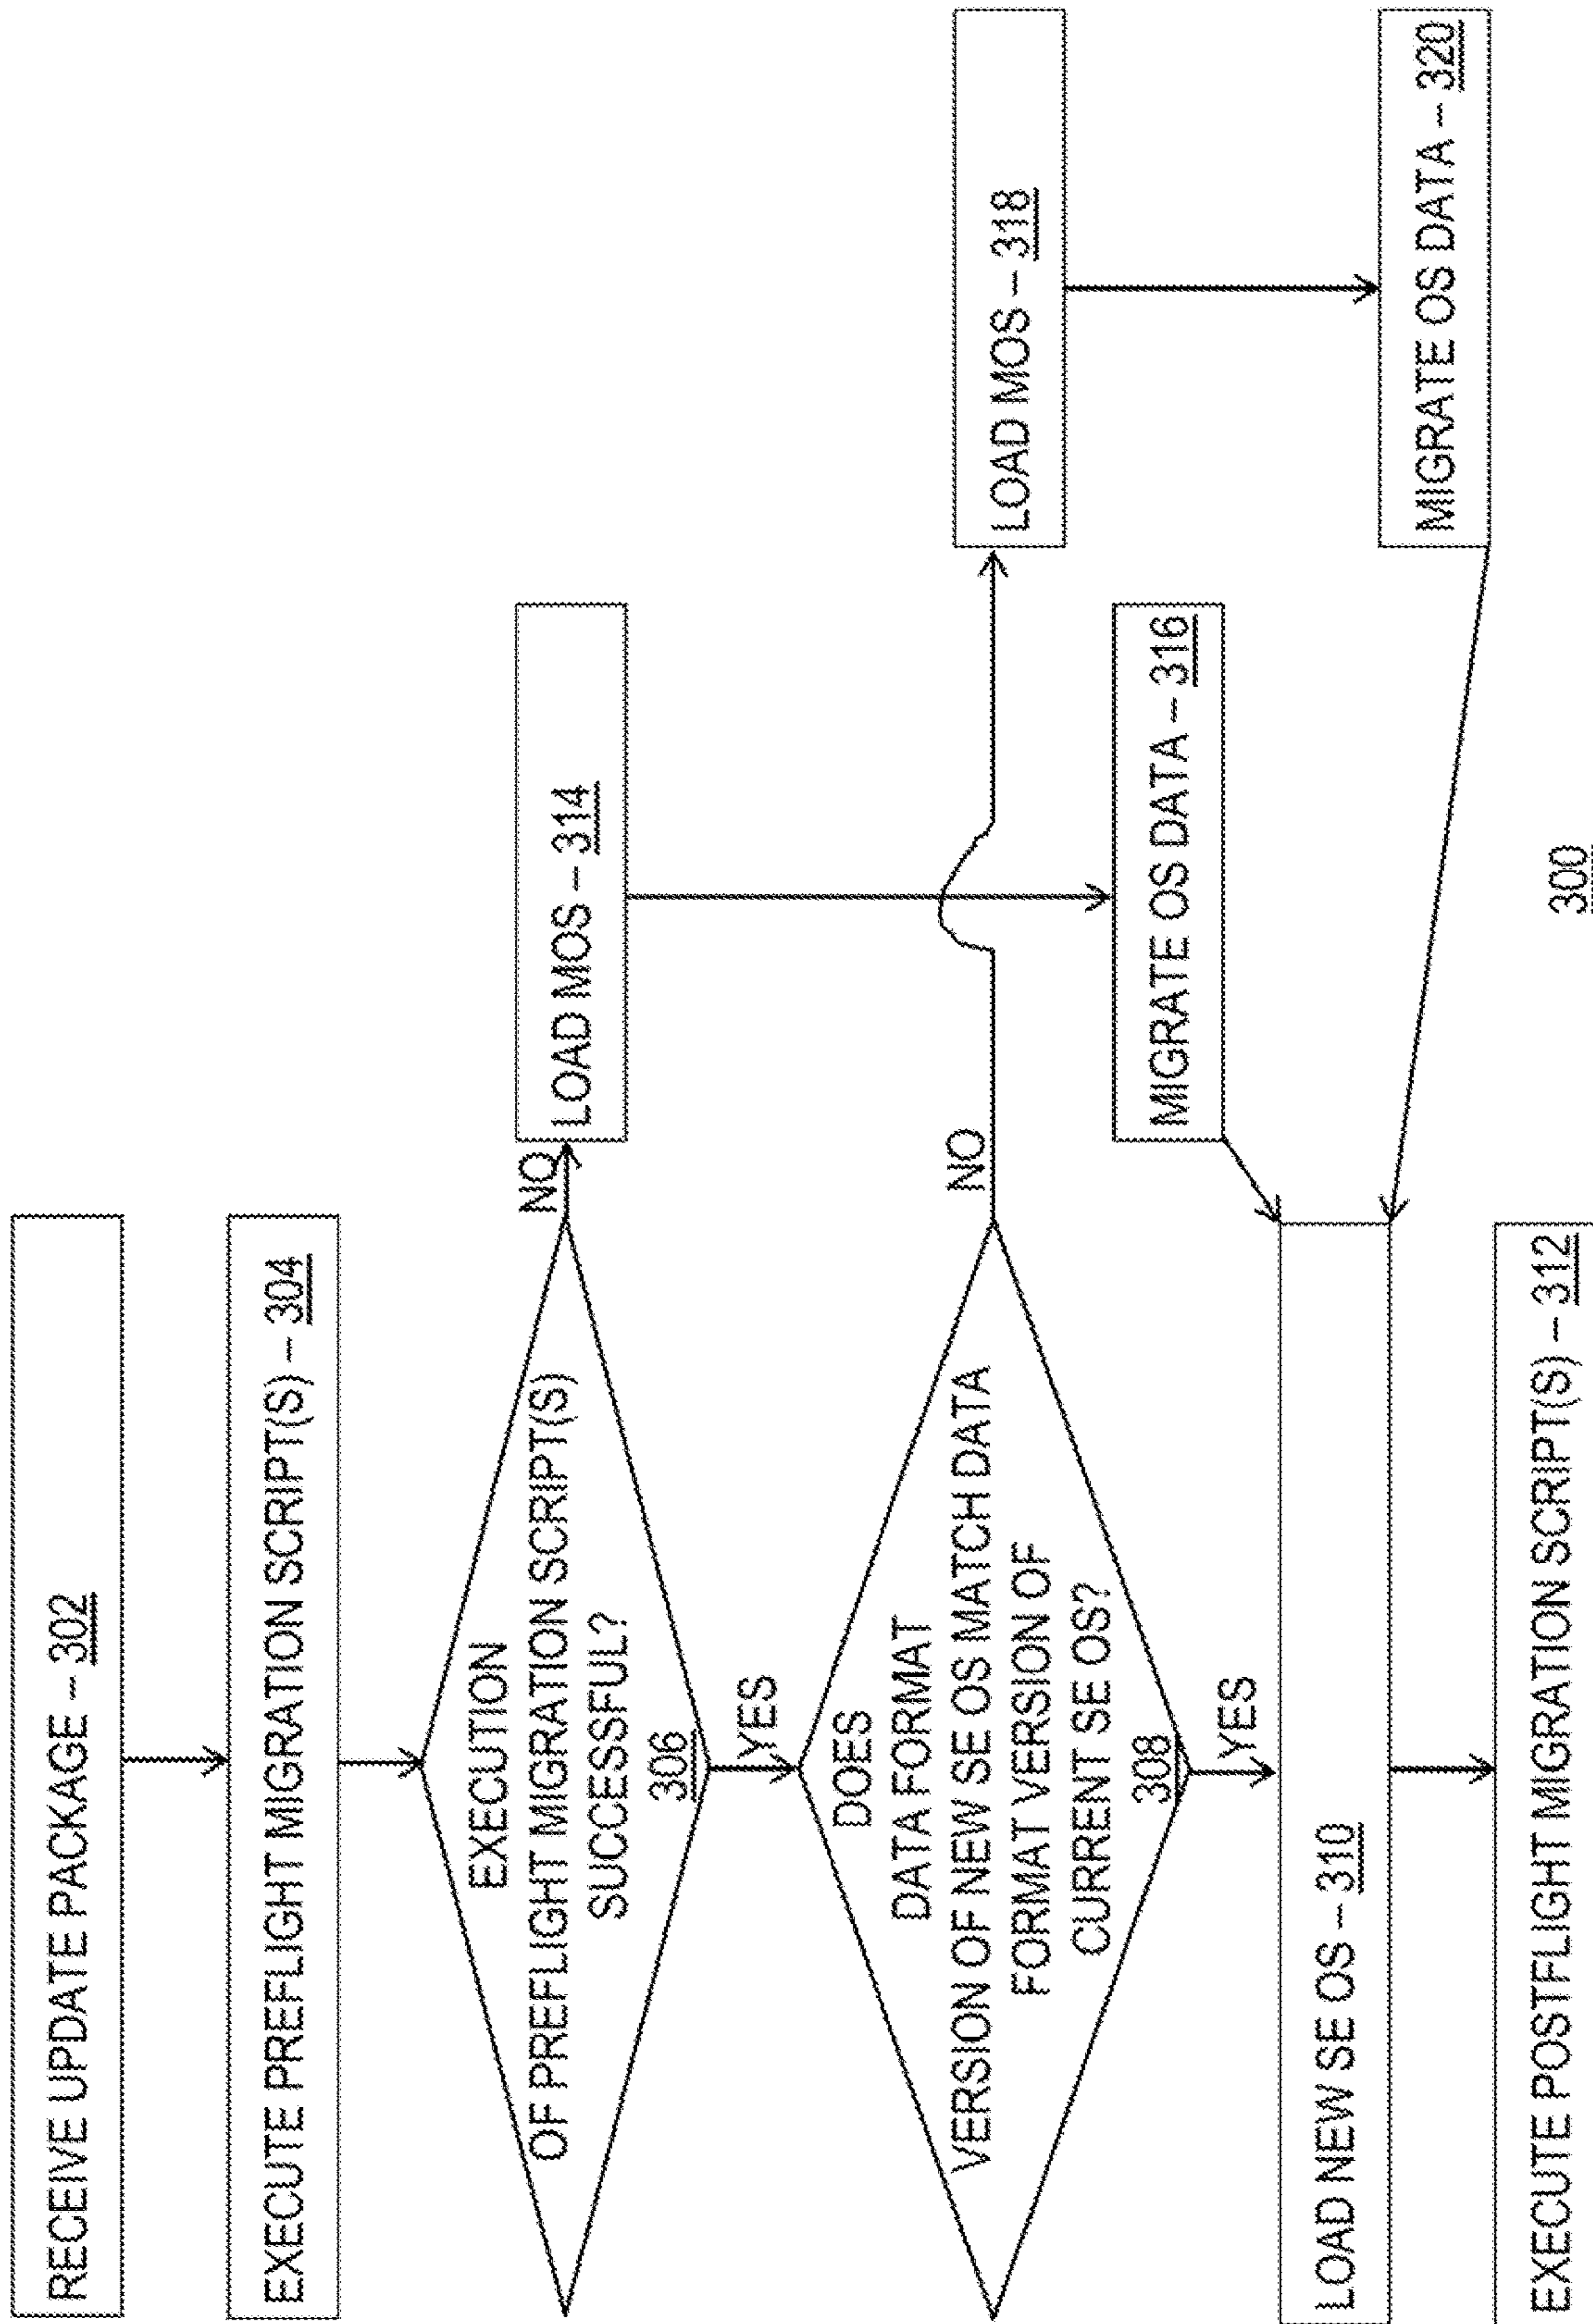 RECEIVE UPDATE PACKAGE – 302
EXECUTE PREFLIGHT MIGRATION SCRIPT(S) – 304
EXECUTION
OF PREFLIGHT MIGRATION SCRIPT(S)
SUCCESSFUL?
306
NO
LOAD MOS – 314
YES
DOES
DATA FORMAT
VERSION OF NEW SE OS MATCH DATA
FORMAT VERSION OF
CURRENT SE OS?
308
NO
LOAD MOS – 318
MIGRATE OS DATA – 316
YES
LOAD NEW SE OS – 310
MIGRATE OS DATA – 320
EXECUTE POSTFLIGHT MIGRATION SCRIPT(S) – 312
300